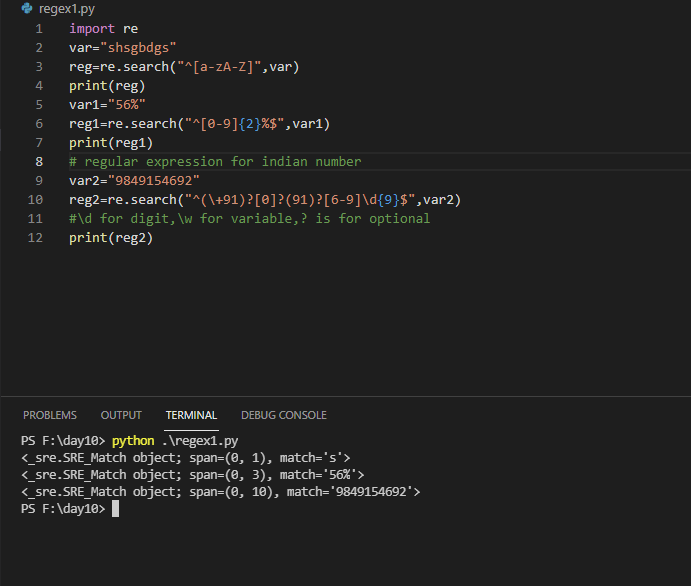 regex1.py
1 import re
2 var="shsgbdgs"
3 reg=re.search("^[a-zA-Z]",var)
4 print(reg)
5 var1="56%"
6 reg1=re.search("^[0-9]{2}%$",var1)
7 print(reg1)
8 # regular expression for indian number
9 var2="9849154692"
10 reg2=re.search("^(\+91)?[0]?(91)?[6-9]\d{9}$",var2)
11 #\d for digit,\w for variable,? is for optional
12 print(reg2)
PROBLEMS OUTPUT TERMINAL DEBUG CONSOLE
PS F:\day10> python .\regex1.py
<_sre.SRE_Match object; span=(0, 1), match='s'>
<_sre.SRE_Match object; span=(0, 3), match='56%'>
<_sre.SRE_Match object; span=(0, 10), match='9849154692'>
PS F:\day10>